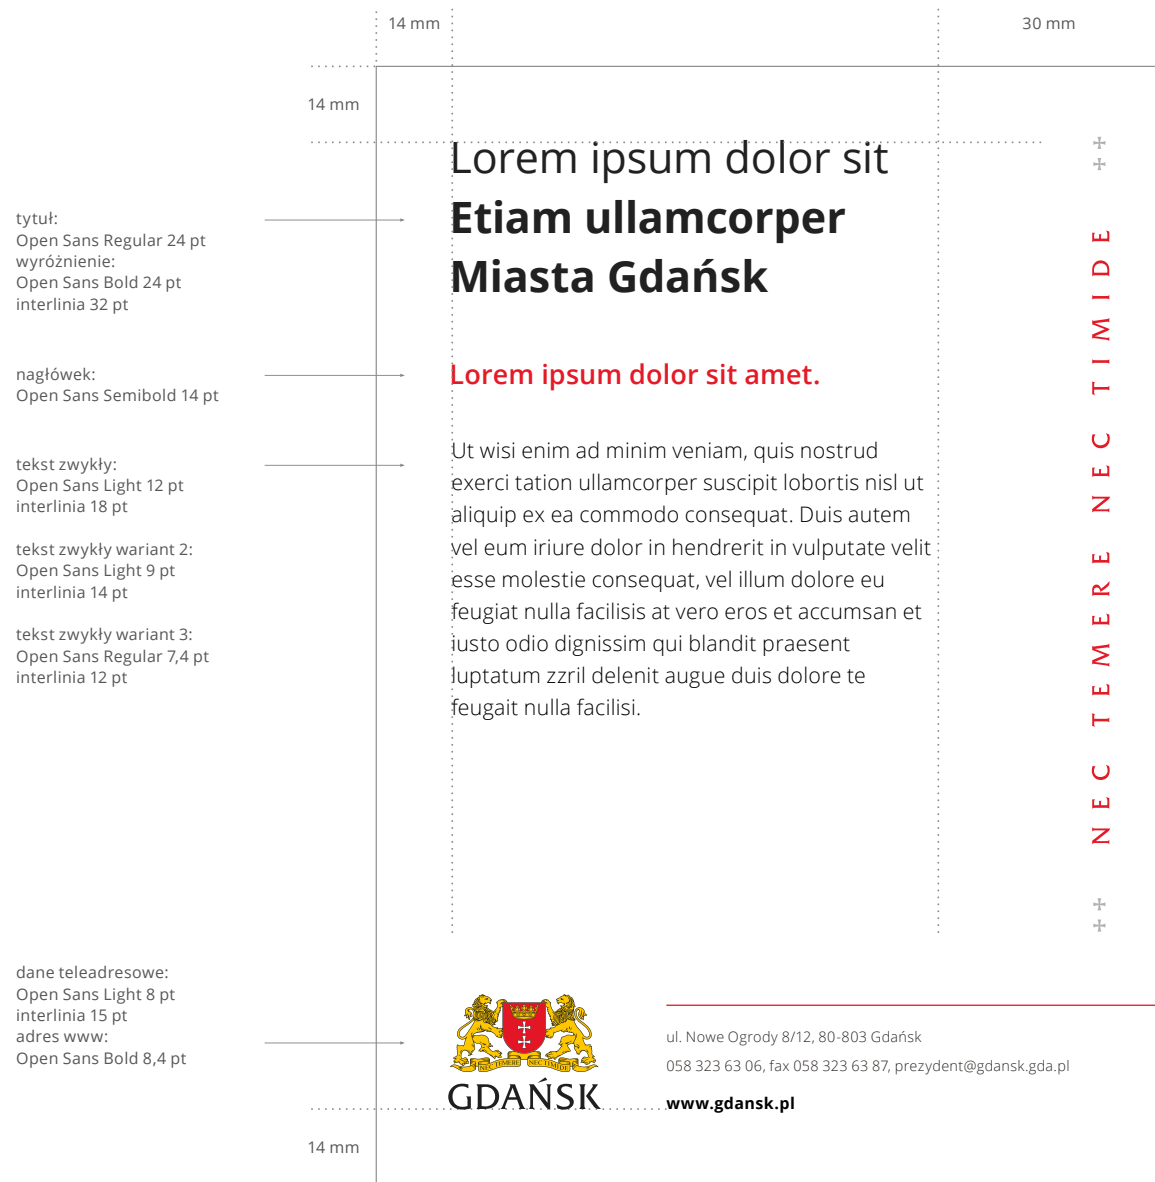 14 mm
30 mm
14 mm
Lorem ipsum dolor sit
Etiam ullamcorper
Miasta Gdańsk
tytuł:
Open Sans Regular 24 pt
wyróżnienie:
Open Sans Bold 24 pt
interlinia 32 pt
nagłówek:
Open Sans Semibold 14 pt
Lorem ipsum dolor sit amet.
tekst zwykły:
Open Sans Light 12 pt
interlinia 18 pt
tekst zwykły wariant 2:
Open Sans Light 9 pt
interlinia 14 pt
tekst zwykły wariant 3:
Open Sans Regular 7,4 pt
interlinia 12 pt
Ut wisi enim ad minim veniam, quis nostrud
exerci tation ullamcorper suscipit lobortis nisl ut
aliquip ex ea commodo consequat. Duis autem
vel eum iriure dolor in hendrerit in vulputate velit
esse molestie consequat, vel illum dolore eu
feugiat nulla facilisis at vero eros et accumsan et
iusto odio dignissim qui blandit praesent
luptatum zzril delenit augue duis dolore te
feugait nulla facilisi.
NEC TEMERE NEC TIMIDE
dane teleadresowe:
Open Sans Light 8 pt
interlinia 15 pt
adres www:
Open Sans Bold 8,4 pt
NEC TEMERE NEC TIMIDE
GDAŃSK
ul. Nowe Ogrody 8/12, 80-803 Gdańsk
058 323 63 06, fax 058 323 63 87, prezydent@gdansk.gda.pl
www.gdansk.pl
14 mm